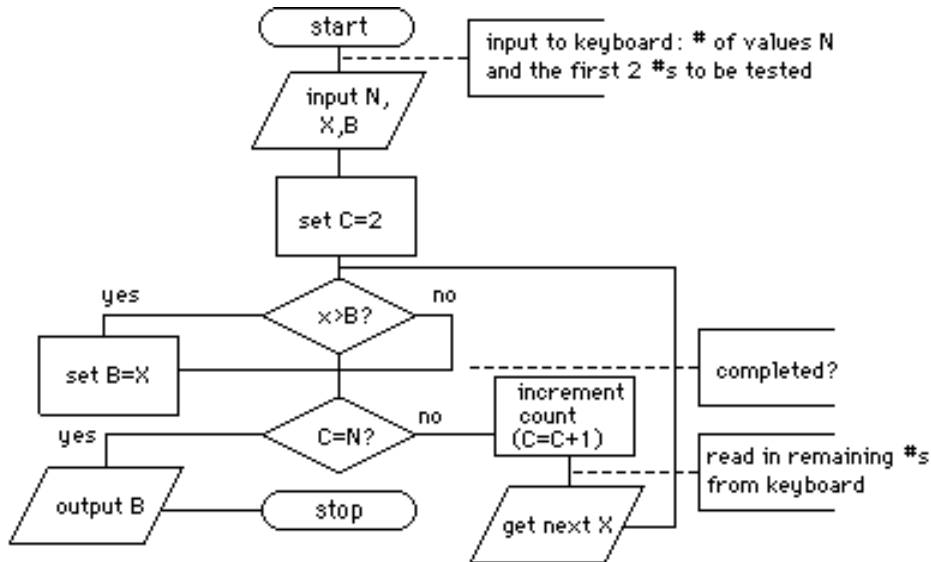 start
input to keyboard: # of values N
and the first 2 #s to be tested
input N,
X,B
set C=2
yes
no
x>B?
set B=X
completed?
increment
count
(C=C+1)
no
yes
C=N?
read in remaining #s
from keyboard
output B
stop
get next X